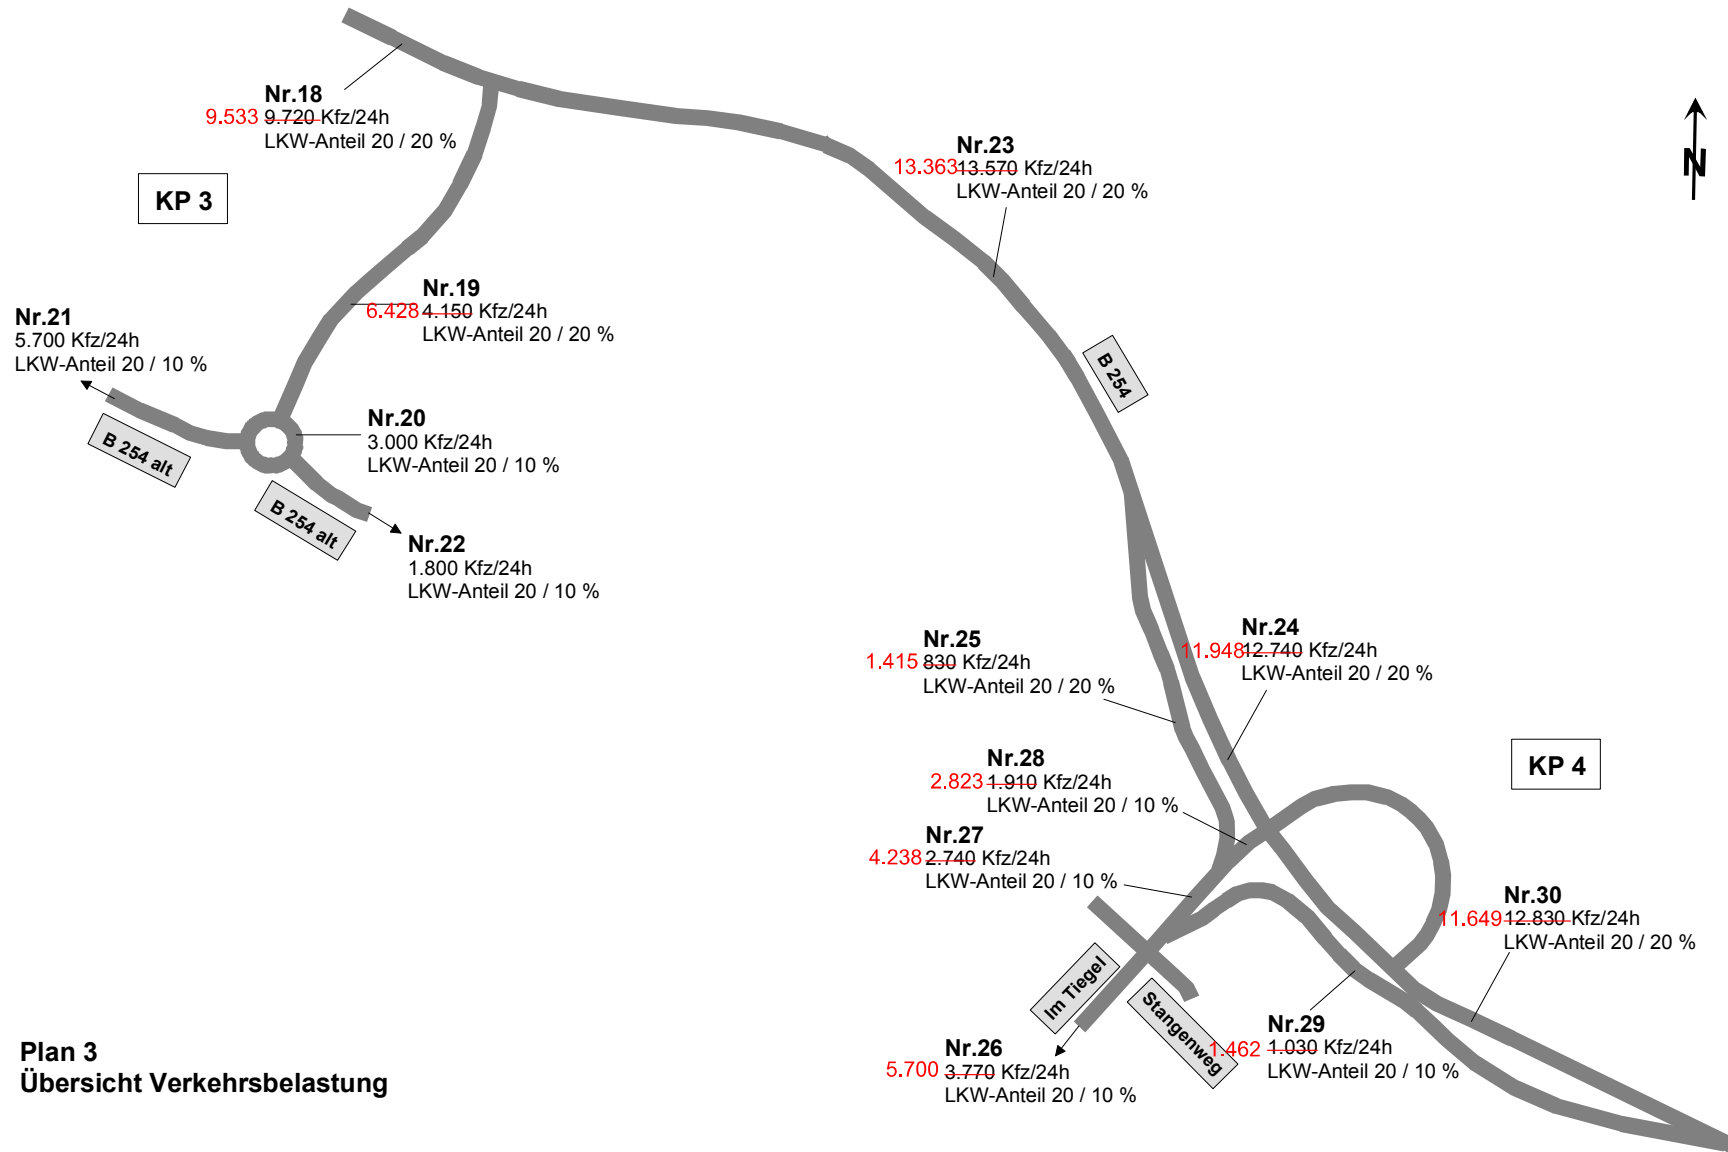 Nr.18
9.533 9.720 Kfz/24h
LKW-Anteil 20 / 20 %
KP 3
Nr.23
13.363 13.570 Kfz/24h
LKW-Anteil 20 / 20 %
N
Nr.19
6.428 4.150 Kfz/24h
LKW-Anteil 20 / 20 %
Nr.21
5.700 Kfz/24h
LKW-Anteil 20 / 10 %
B 254
B 254 alt
Nr.20
3.000 Kfz/24h
LKW-Anteil 20 / 10 %
B 254 alt
Nr.22
1.800 Kfz/24h
LKW-Anteil 20 / 10 %
Nr.25
1.415 830 Kfz/24h
LKW-Anteil 20 / 20 %
Nr.24
11.948 12.740 Kfz/24h
LKW-Anteil 20 / 20 %
Nr.28
2.823 1.910 Kfz/24h
LKW-Anteil 20 / 10 %
KP 4
Nr.27
4.238 2.740 Kfz/24h
LKW-Anteil 20 / 10 %
Nr.30
11.649 12.830 Kfz/24h
LKW-Anteil 20 / 20 %
Im Tiegel
Stangenweg
Nr.29
1.462 1.030 Kfz/24h
LKW-Anteil 20 / 10 %
Nr.26
5.700 3.770 Kfz/24h
LKW-Anteil 20 / 10 %
Plan 3
Übersicht Verkehrsbelastung